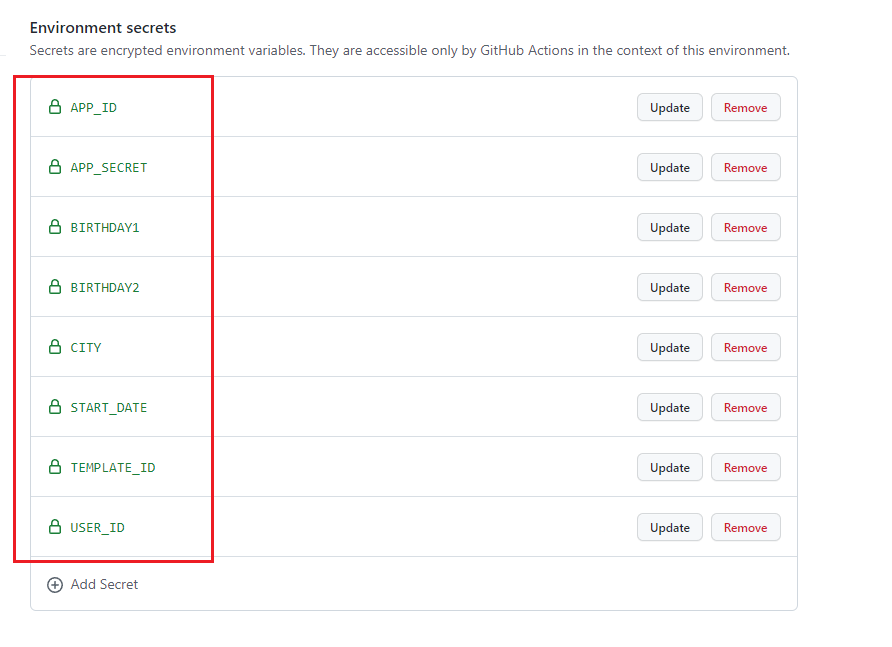 Environment secrets
Secrets are encrypted environment variables. They are accessible only by GitHub Actions in the context of this environment.
APP_ID Update Remove
APP_SECRET Update Remove
BIRTHDAY1 Update Remove
BIRTHDAY2 Update Remove
CITY Update Remove
START_DATE Update Remove
TEMPLATE_ID Update Remove
USER_ID Update Remove
Add Secret